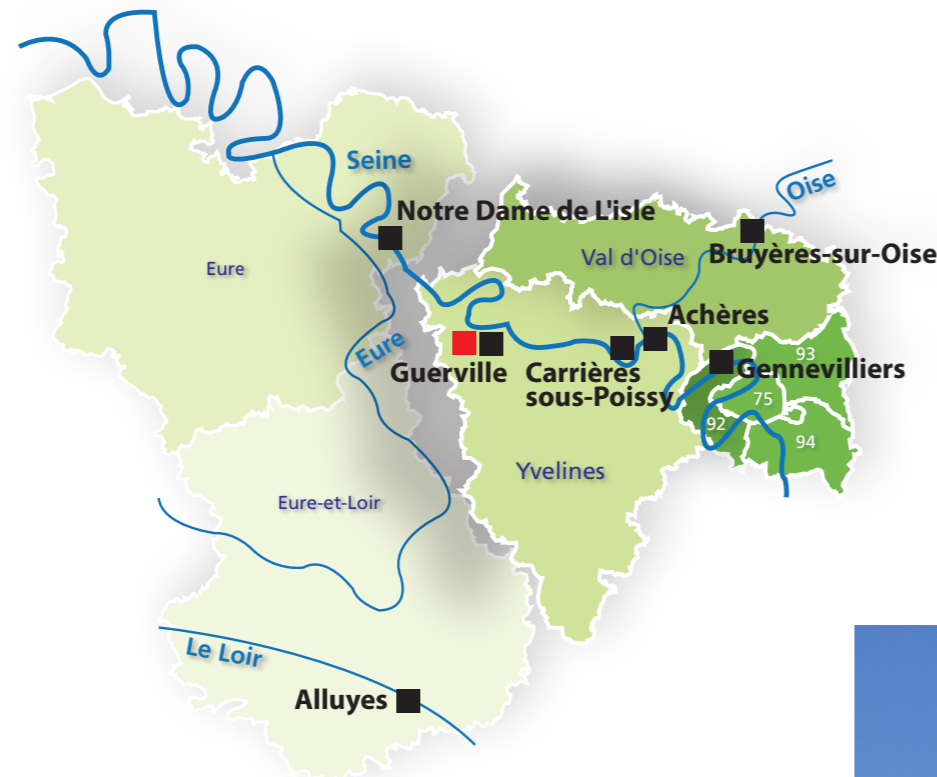 Seine
Oise
Notre Dame de L'isle
Bruyères-sur-Oise
Val d'Oise
Eure
Achères
Eure
Guerville
Carrières
sous-Poissy
Gennevilliers
93
75
92
94
Yvelines
Eure-et-Loir
Le Loir
Alluyes